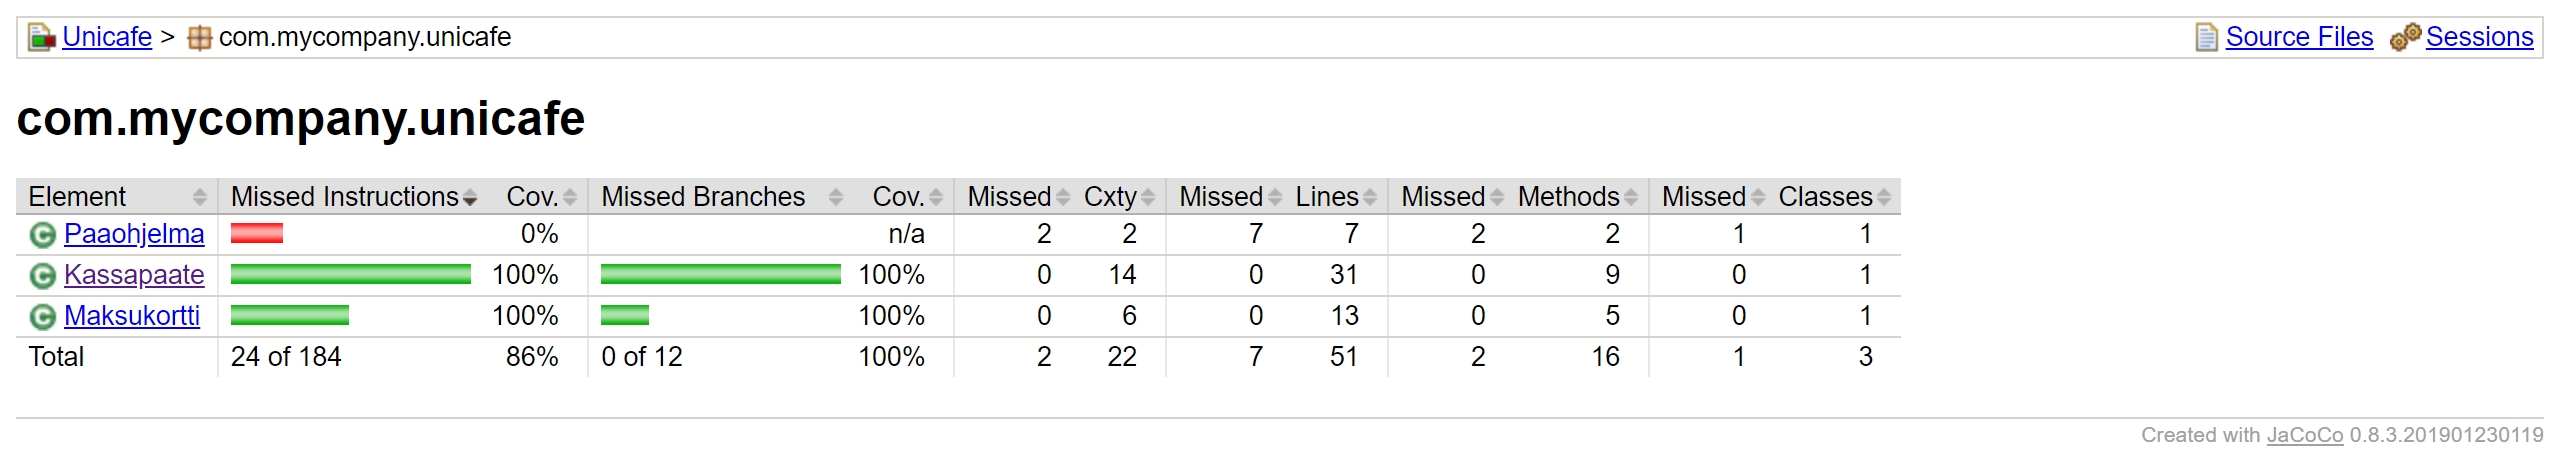 Unicafe > com.mycompany.unicafe Source Files Sessions
com.mycompany.unicafe
Element Missed Instructions Cov. Missed Branches Cov. Missed Cxty Missed Lines Missed Methods Missed Classes
Paaohjelma 0% n/a 2 2 7 7 2 2 1 1
Kassapaate 100% 100% 0 14 0 31 0 9 0 1
Maksukortti 100% 100% 0 6 0 13 0 5 0 1
Total 24 of 184 86% 0 of 12 100% 2 22 7 51 2 16 1 3
Created with JaCoCo 0.8.3.201901230119